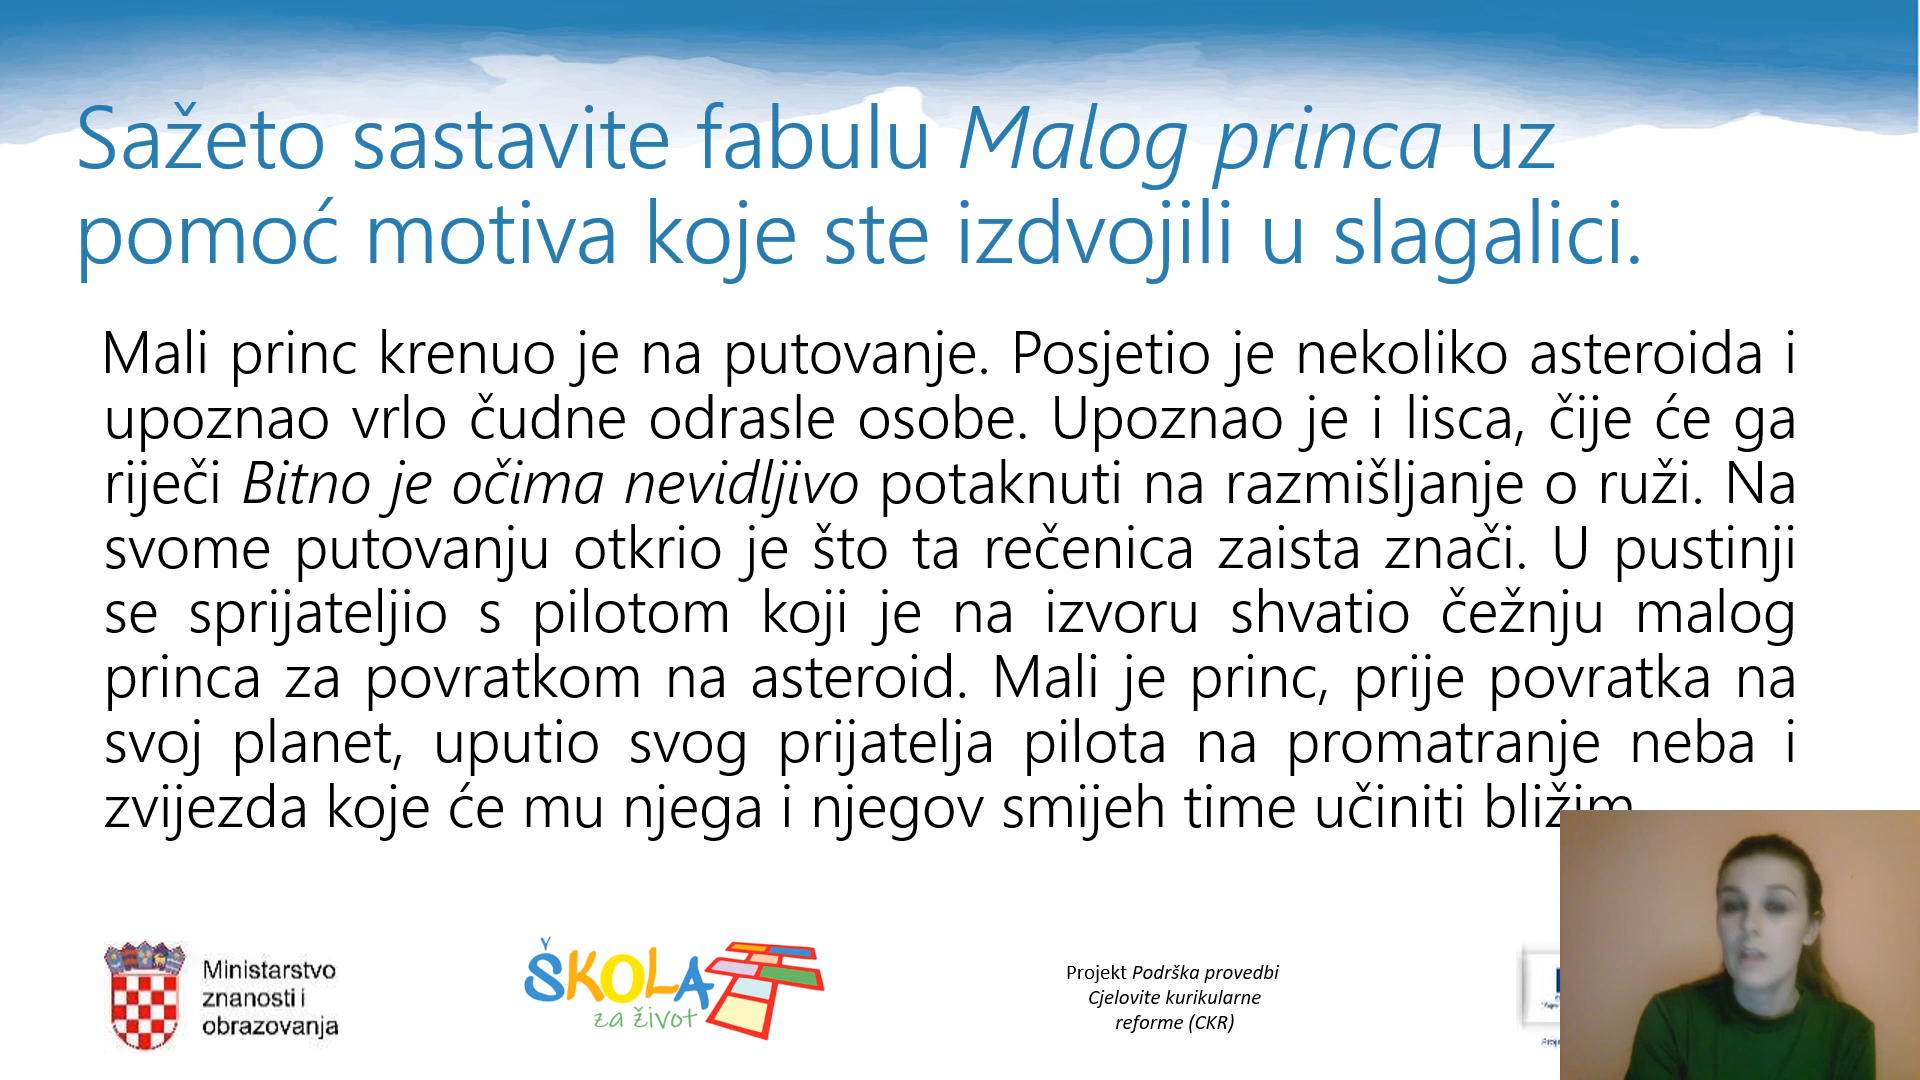 Sažeto sastavite fabulu Malog princa uz
pomoć motiva koje ste izdvojili u slagalici.
Mali princ krenuo je na putovanje. Posjetio je nekoliko asteroida i
upoznao vrlo čudne odrasle osobe. Upoznao je i lisca, čije će ga
riječi Bitno je očima nevidljivo potaknuti na razmišljanje o ruži. Na
svome putovanju otkrio je što ta rečenica zaista znači. U pustinji
se sprijateljio s pilotom koji je na izvoru shvatio čežnju malog
princa za povratkom na asteroid. Mali je princ, prije povratka na
svoj planet, uputio svog prijatelja pilota na promatranje neba i
zvijezda koje će mu njega i njegov smijeh time učiniti bližim
Ministarstvo
znanosti i
obrazovanja
ŠKOLA
za život
Projekt Podrška provedbi
Cjelovite kurikularne
reforme (CKR)